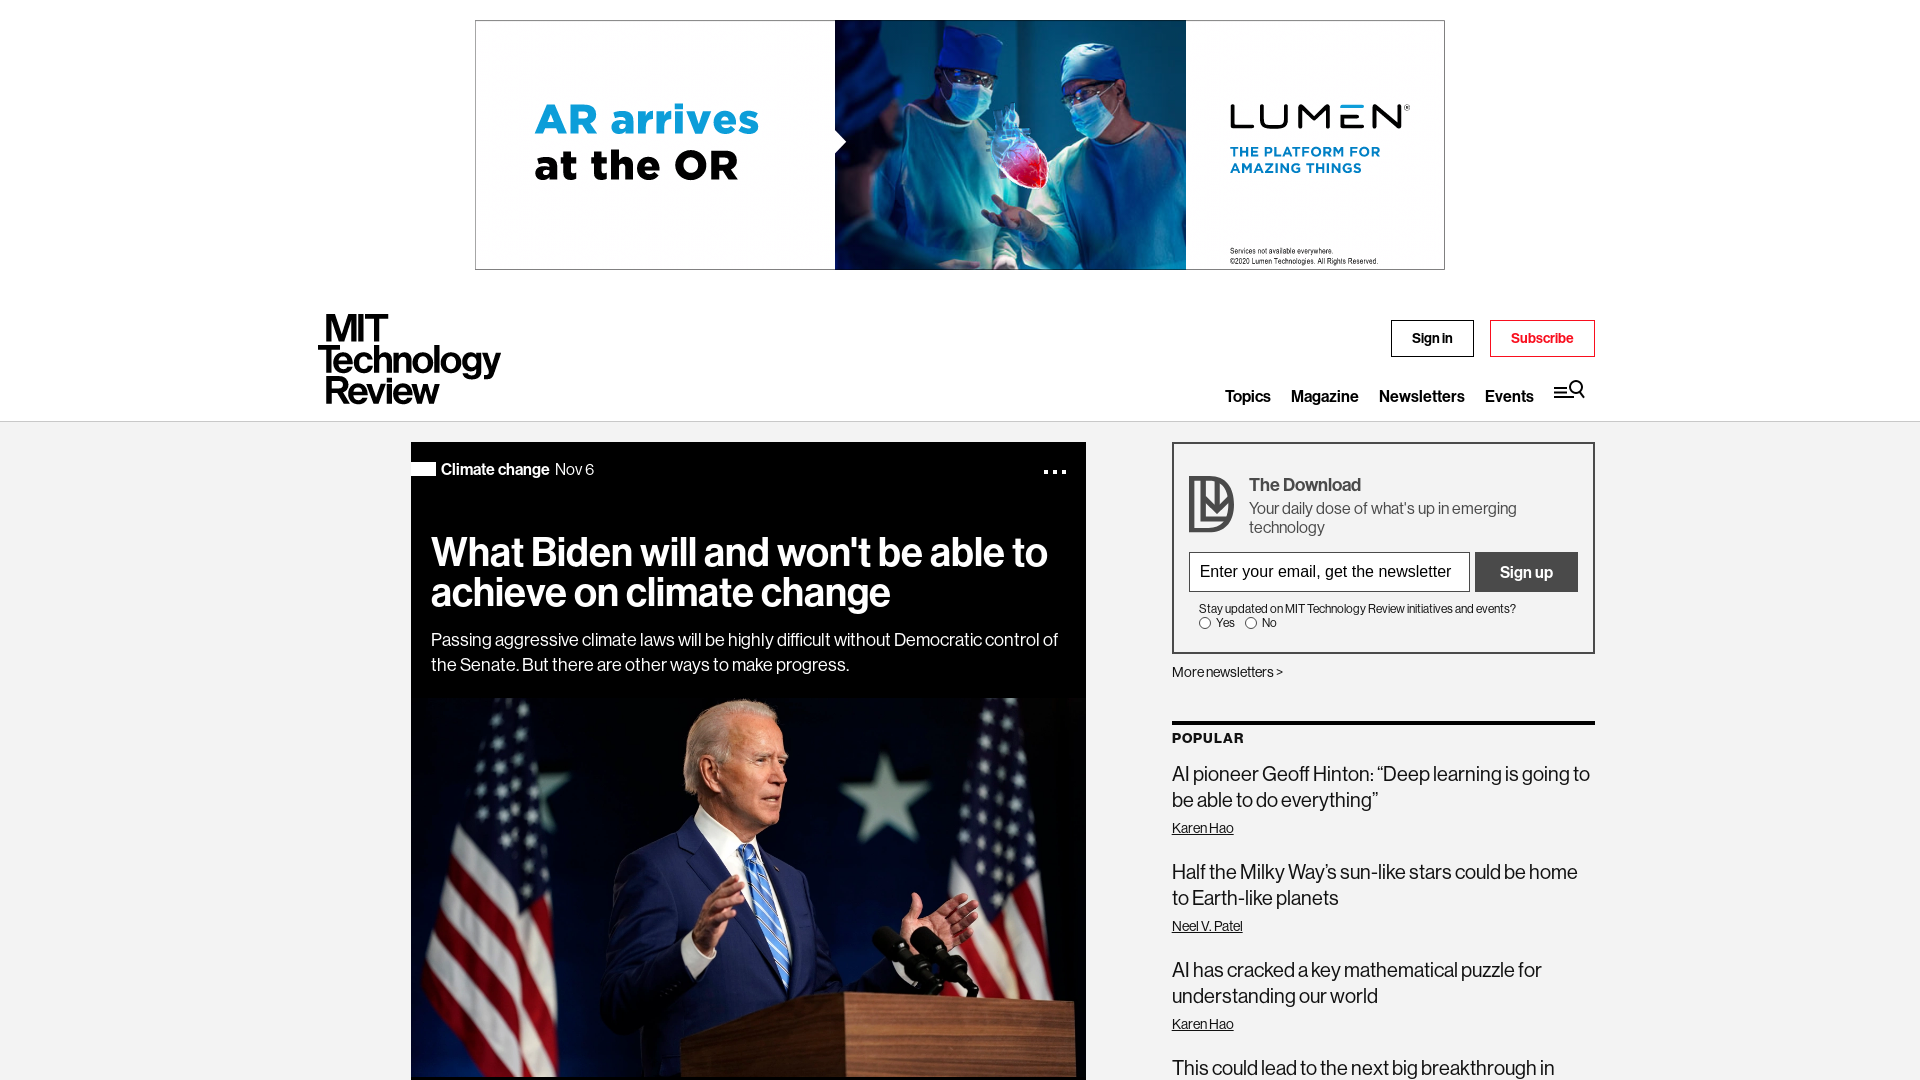 AR arrives
at the OR
LUMEN®
THE PLATFORM FOR
AMAZING THINGS
Services not available everywhere.
©2020 Lumen Technologies. All Rights Reserved.
MIT
Technology
Review
Sign in
Subscribe
Topics
Magazine
Newsletters
Events
Climate change Nov 6
What Biden will and won't be able to
achieve on climate change
Passing aggressive climate laws will be highly difficult without Democratic control of
the Senate. But there are other ways to make progress.
The Download
Your daily dose of what's up in emerging
technology
Enter your email, get the newsletter
Sign up
Stay updated on MIT Technology Review initiatives and events?
Yes No
More newsletters >
POPULAR
AI pioneer Geoff Hinton: “Deep learning is going to
be able to do everything”
Karen Hao
Half the Milky Way’s sun-like stars could be home
to Earth-like planets
Neel V. Patel
AI has cracked a key mathematical puzzle for
understanding our world
Karen Hao
This could lead to the next big breakthrough in